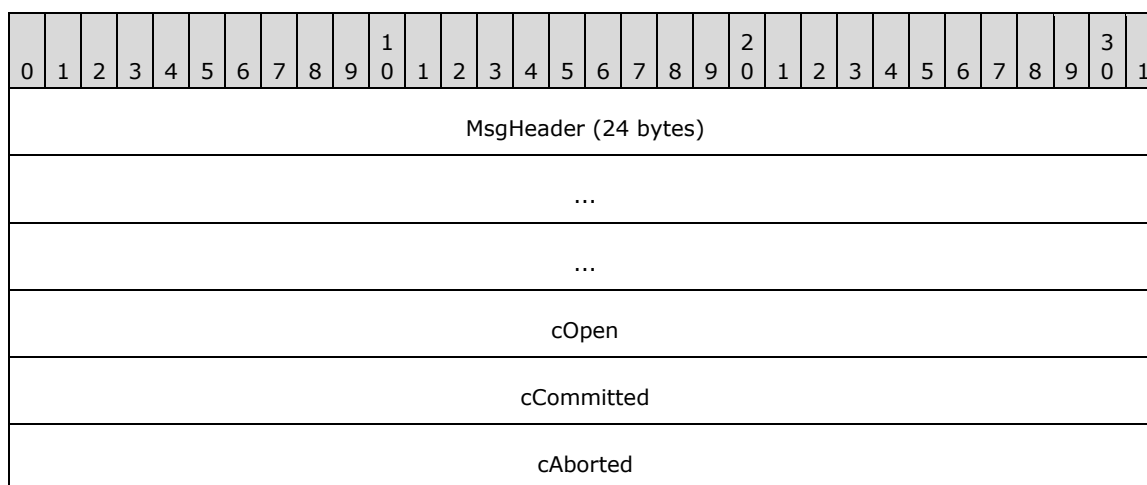 1 2 3
0 1 2 3 4 5 6 7 8 9 0 1 2 3 4 5 6 7 8 9 0 1 2 3 4 5 6 7 8 9 0 1
MsgHeader (24 bytes)
...
...
cOpen
cCommitted
cAborted